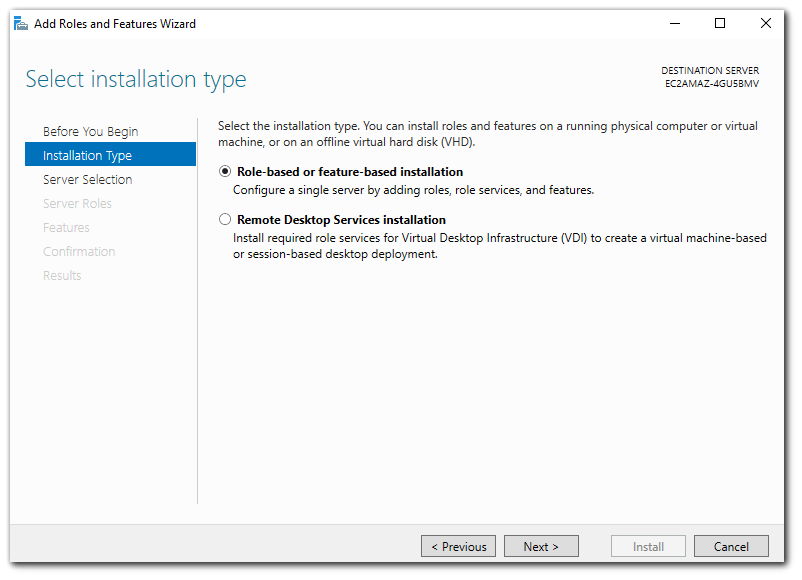 Add Roles and Features Wizard
Select installation type
DESTINATION SERVER
EC2AMAZ-4GU5BMV
Before You Begin
Installation Type
Server Selection
Server Roles
Features
Confirmation
Results
Select the installation type. You can install roles and features on a running physical computer or virtual
machine, or on an offline virtual hard disk (VHD).
Role-based or feature-based installation
Configure a single server by adding roles, role services, and features.
Remote Desktop Services installation
Install required role services for Virtual Desktop Infrastructure (VDI) to create a virtual machine-based
or session-based desktop deployment.
< Previous
Next >
Install
Cancel